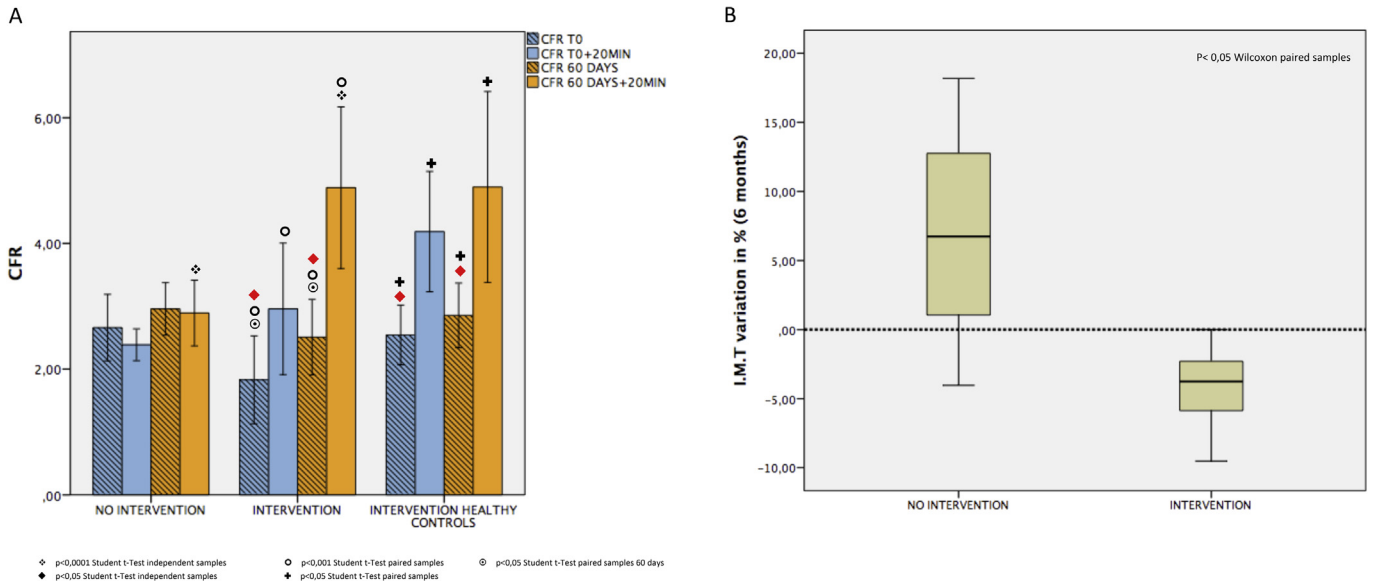 A
CFR T0
CFR T0+20MIN
CFR 60 DAYS
CFR 60 DAYS+20MIN
6,00
4,00
2,00
,00
CFR
NO INTERVENTION
INTERVENTION
INTERVENTION HEALTHY
CONTROLS
p<0,0001 Student t-Test independent samples
p<0,001 Student t-Test paired samples
p<0,05 Student t-Test paired samples 60 days
p<0,05 Student t-Test independent samples
p<0,05 Student t-Test paired samples
B
P< 0,05 Wilcoxon paired samples
20,00
15,00
10,00
5,00
,00
-5,00
-10,00
I.M.T variation in % (6 months)
NO INTERVENTION
INTERVENTION